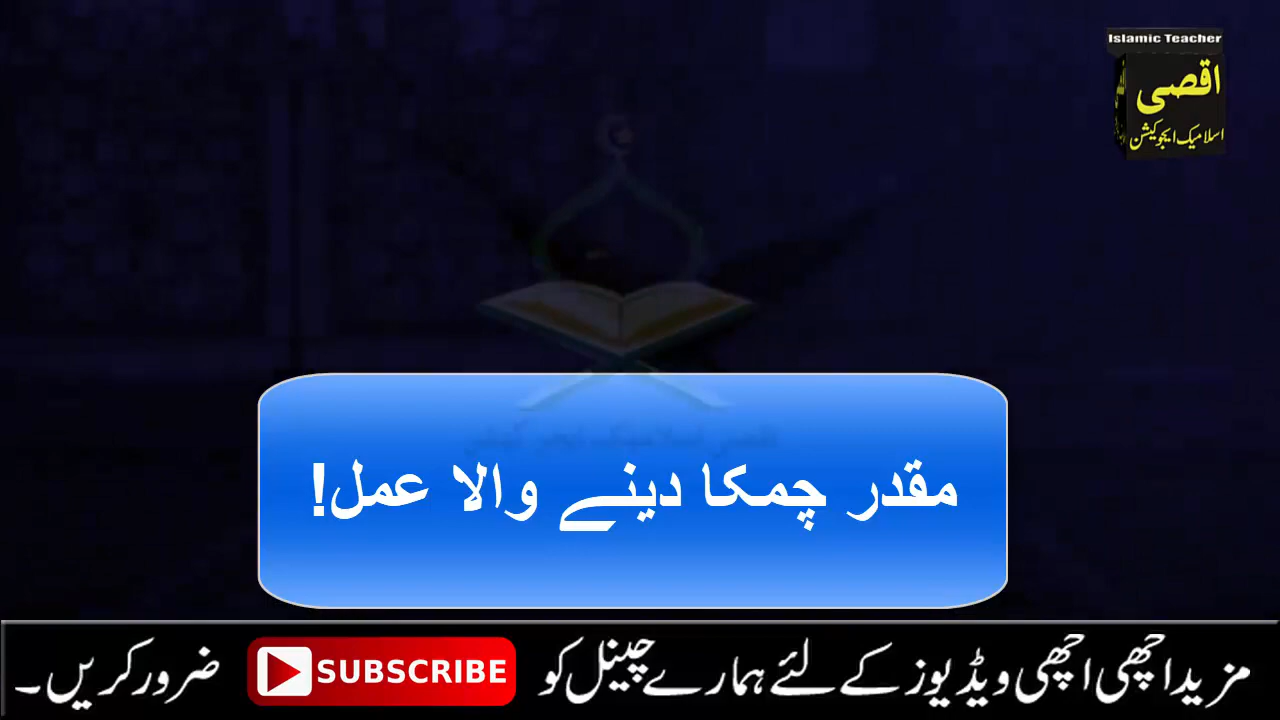 Islamic Teacher
اقصی
اسلامیک ایجوکیشن
مقدر چمکا دینے والا عمل!
مزید اچھی اچھی ویڈیوز کے لئے ہمارے چینل کو SUBSCRIBE ضرور کریں۔